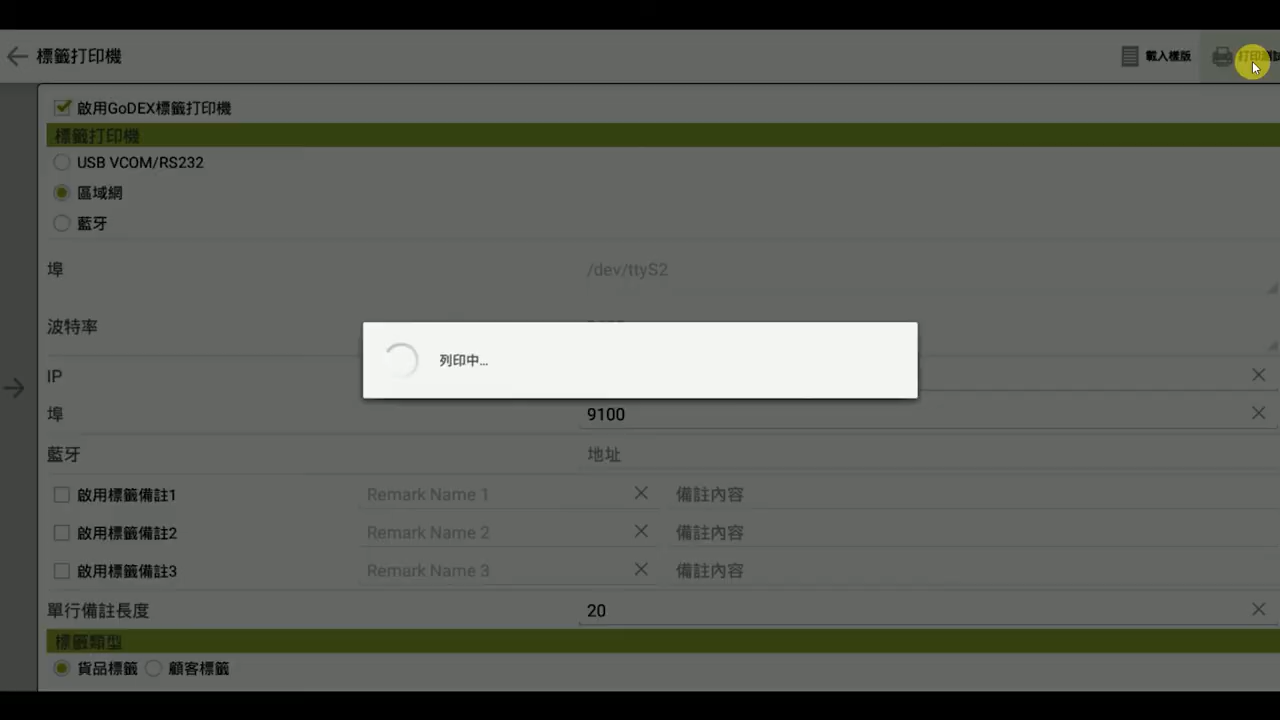 標籤打印機
載入樣版
打印測試
啟用GoDEX標籤打印機
標籤打印機
USB VCOM/RS232
區域網
藍牙
埠 /dev/ttyS2
波特率
列印中...
IP
埠 9100
藍牙 地址
啟用標籤備註1 Remark Name 1 備註內容
啟用標籤備註2 Remark Name 2 備註內容
啟用標籤備註3 Remark Name 3 備註內容
單行備註長度 20
標籤類型
貨品標籤 顧客標籤